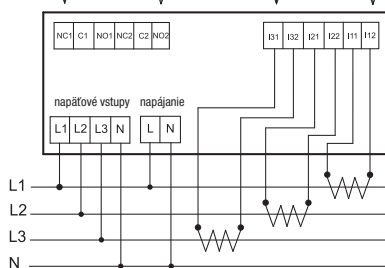 NC1 C1 NO1 NC2 C2 NO2 I31 I32 I21 I22 I11 I12
napäťové vstupy napájanie
L1 L2 L3 N L N
L1
L2
L3
N